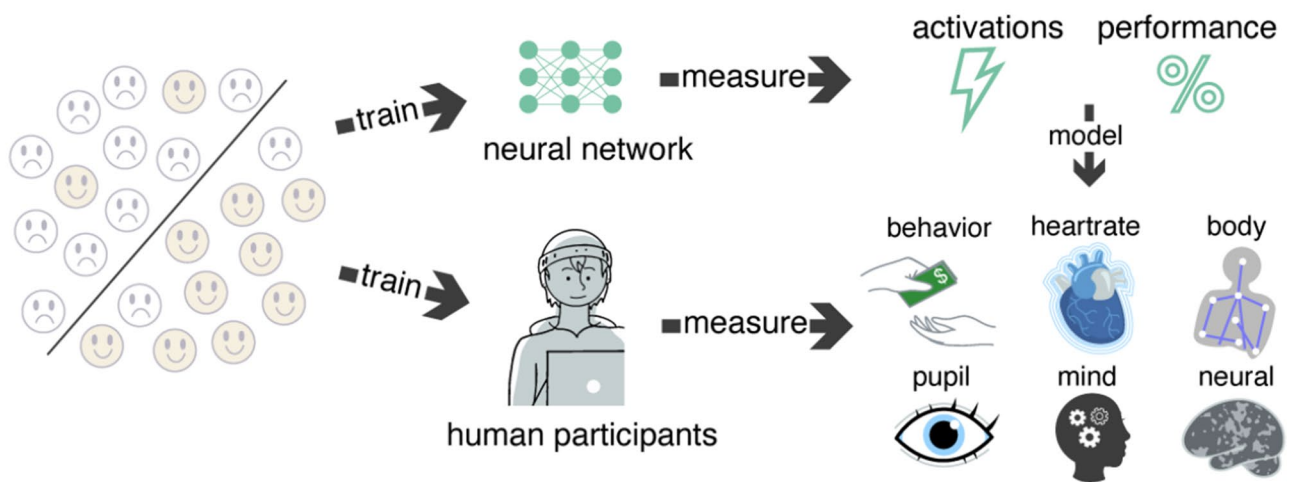 activations performance
train
measure
%
neural network
model
behavior heartrate body
$
train
measure
pupil mind neural
human participants